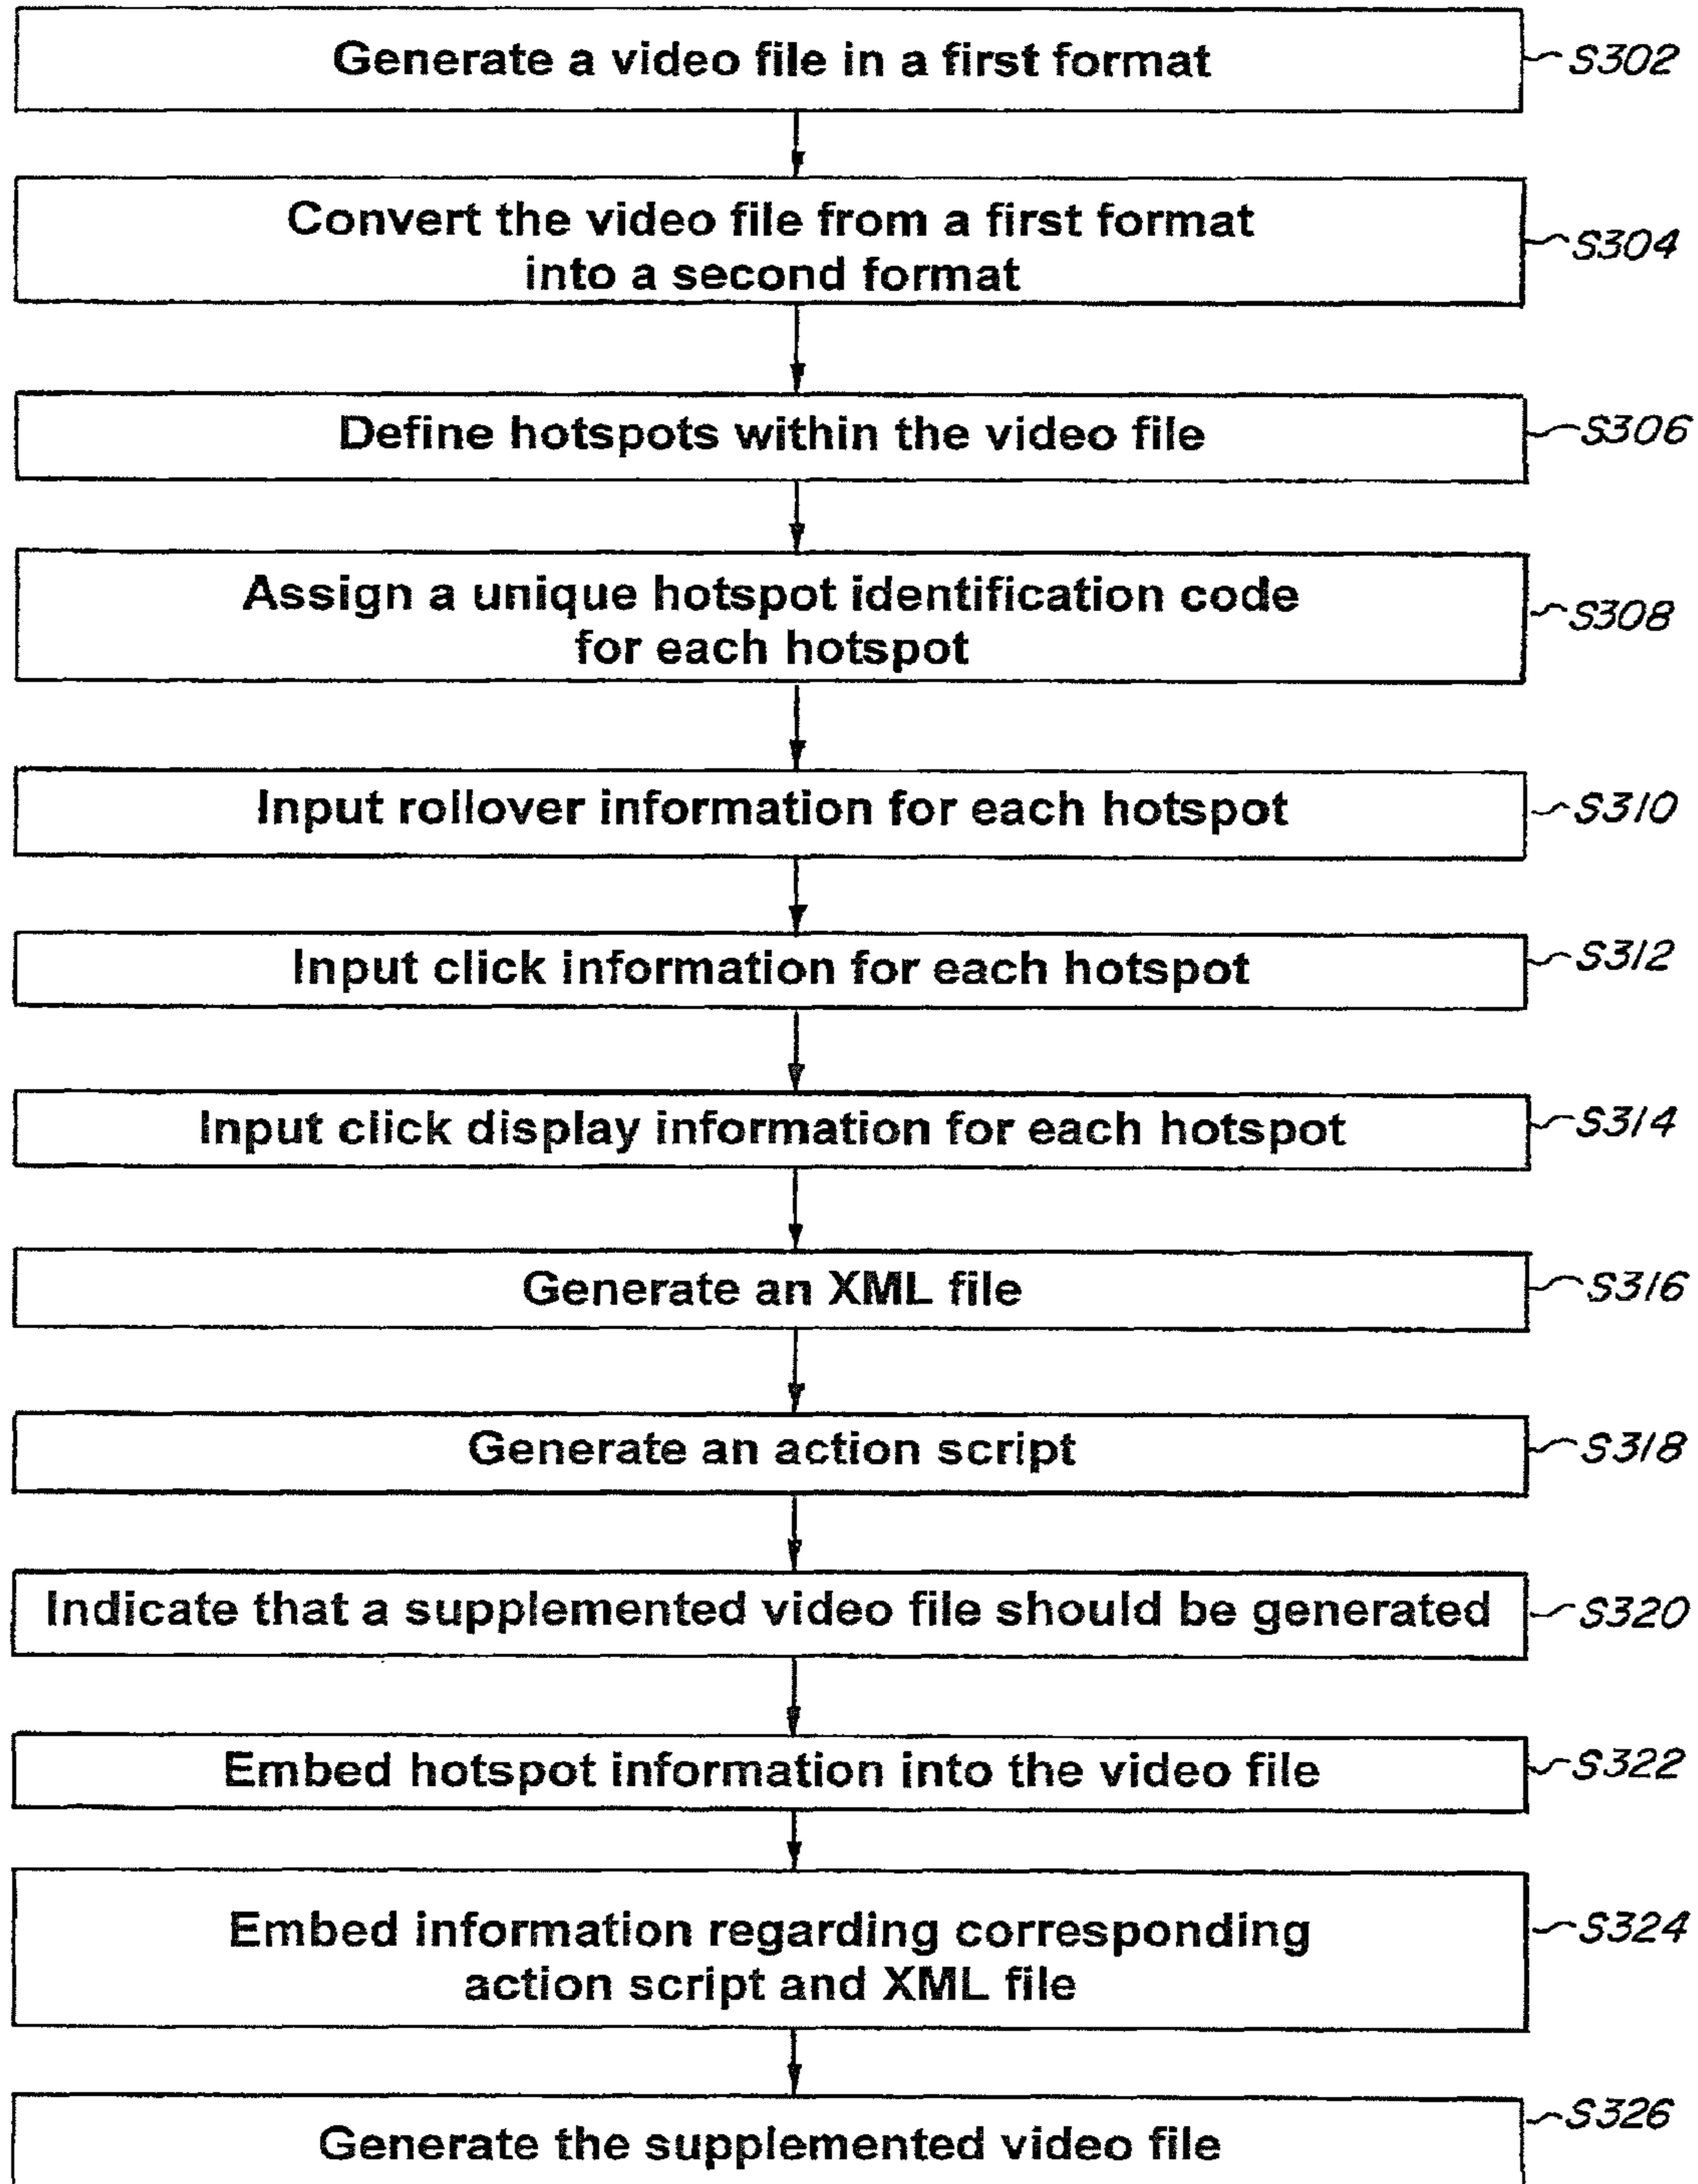 Generate a video file in a first format
S302
Convert the video file from a first format
into a second format
S304
Define hotspots within the video file
S306
Assign a unique hotspot identification code
for each hotspot
S308
Input rollover information for each hotspot
S310
Input click information for each hotspot
S312
Input click display information for each hotspot
S314
Generate an XML file
S316
Generate an action script
S318
Indicate that a supplemented video file should be generated
S320
Embed hotspot information into the video file
S322
Embed information regarding corresponding
action script and XML file
S324
Generate the supplemented video file
S326